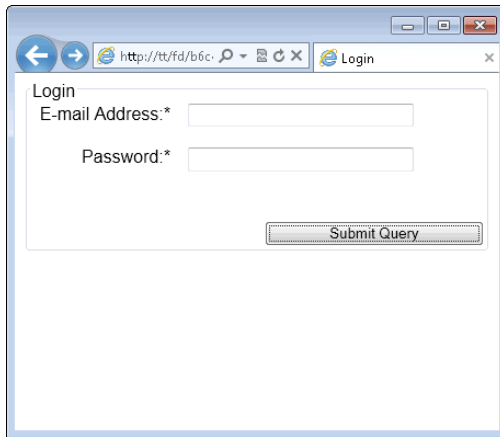 http://tt/fd/b6c
Login
Login
E-mail Address:*
Password:*
Submit Query